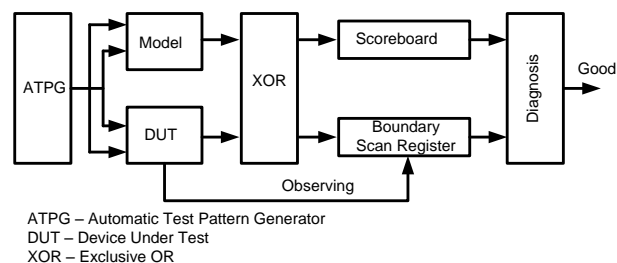 ATPG
Model
DUT
XOR
Scoreboard
Boundary
Scan Register
Diagnosis
Good
Observing
ATPG – Automatic Test Pattern Generator
DUT – Device Under Test
XOR – Exclusive OR